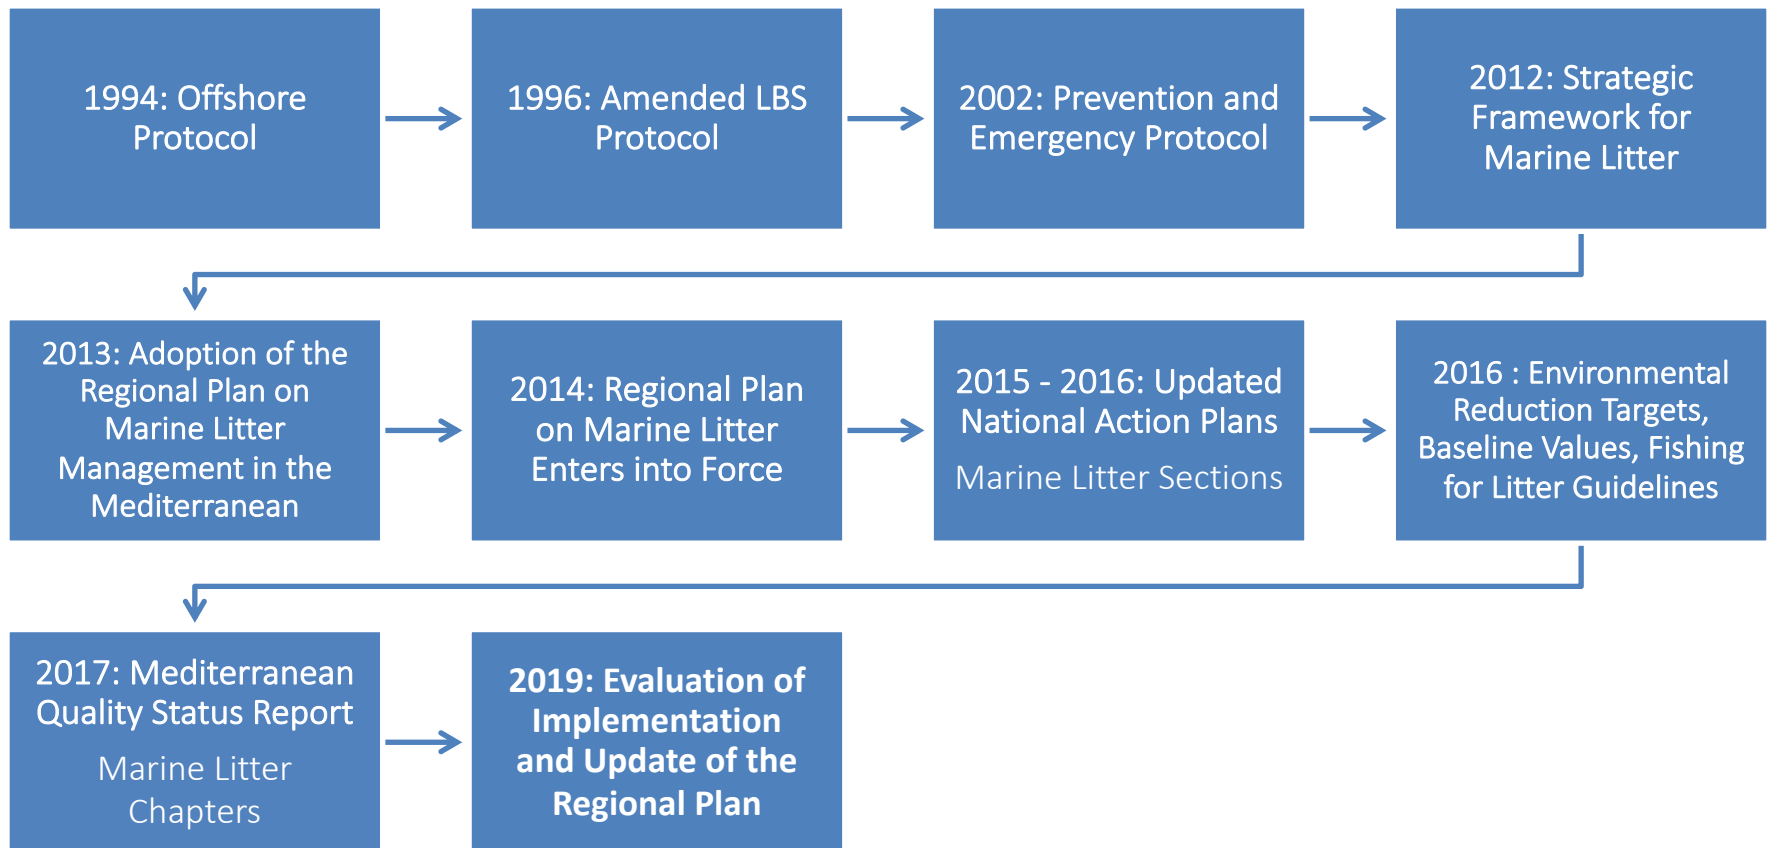 1994: Offshore
Protocol
1996: Amended LBS
Protocol
2002: Prevention and
Emergency Protocol
2012: Strategic
Framework for
Marine Litter
2013: Adoption of the
Regional Plan on
Marine Litter
Management in the
Mediterranean
2014: Regional Plan
on Marine Litter
Enters into Force
2015 - 2016: Updated
National Action Plans
Marine Litter Sections
2016 : Environmental
Reduction Targets,
Baseline Values, Fishing
for Litter Guidelines
2017: Mediterranean
Quality Status Report
Marine Litter
Chapters
2019: Evaluation of
Implementation
and Update of the
Regional Plan